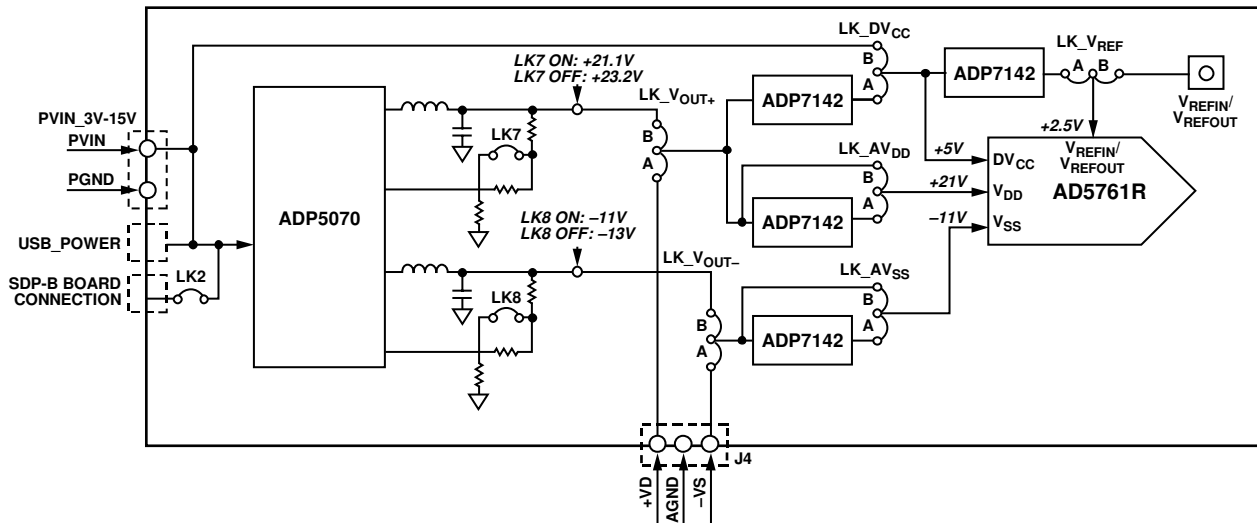 LK_DVCC
LK7 ON: +21.1V
LK7 OFF: +23.2V
LK_VREF
B
A
A B
ADP7142
ADP7142
VREFIN/
VREFOUT
PVIN_3V-15V
PVIN
PGND
LK_VOUT+
B
A
LK7
+2.5V
VREFIN/
VREFOUT
+5V
DVCC
AD5761R
LK_AVDD
B
A
+21V
VDD
ADP7142
ADP5070
LK8 ON: –11V
LK8 OFF: –13V
–11V
VSS
USB_POWER
SDP-B BOARD
CONNECTION
LK2
LK_VOUT–
LK_AVSS
LK8
B
A
B
A
ADP7142
J4
+VD
AGND
–VS